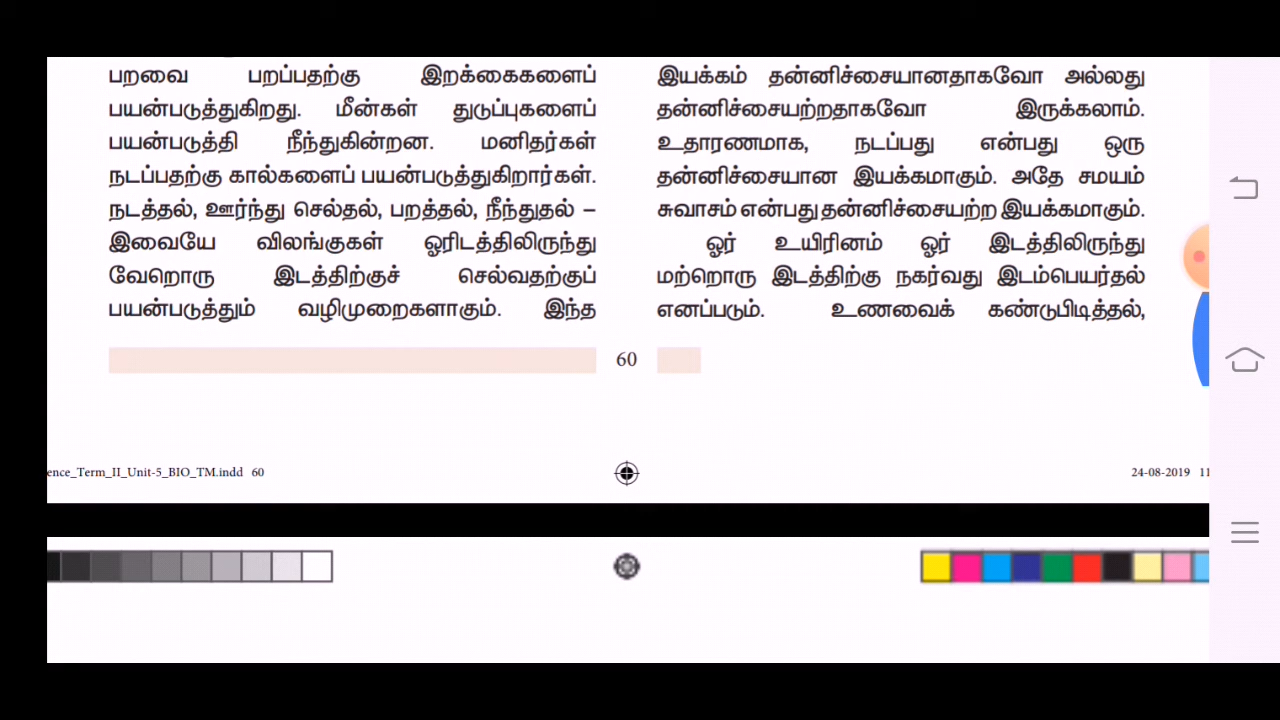 பறவை பறப்பதற்கு இறக்கைகளைப்
பயன்படுத்துகிறது. மீன்கள் துடுப்புகளைப்
பயன்படுத்தி நீந்துகின்றன. மனிதர்கள்
நடப்பதற்கு கால்களைப் பயன்படுத்துகிறார்கள்.
நடத்தல், ஊர்ந்து செல்தல், பறத்தல், நீந்துதல் –
இவையே விலங்குகள் ஓரிடத்திலிருந்து
வேறொரு இடத்திற்குச் செல்வதற்குப்
பயன்படுத்தும் வழிமுறைகளாகும். இந்த
இயக்கம் தன்னிச்சையானதாகவோ அல்லது
தன்னிச்சையற்றதாகவோ இருக்கலாம்.
உதாரணமாக, நடப்பது என்பது ஒரு
தன்னிச்சையான இயக்கமாகும். அதே சமயம்
சுவாசம் என்பது தன்னிச்சையற்ற இயக்கமாகும்.
ஓர் உயிரினம் ஓர் இடத்திலிருந்து
மற்றொரு இடத்திற்கு நகர்வது இடம்பெயர்தல்
எனப்படும். உணவைக் கண்டுபிடித்தல்,
60
ence_Term_II_Unit-5_BIO_TM.indd 60
24-08-2019 11